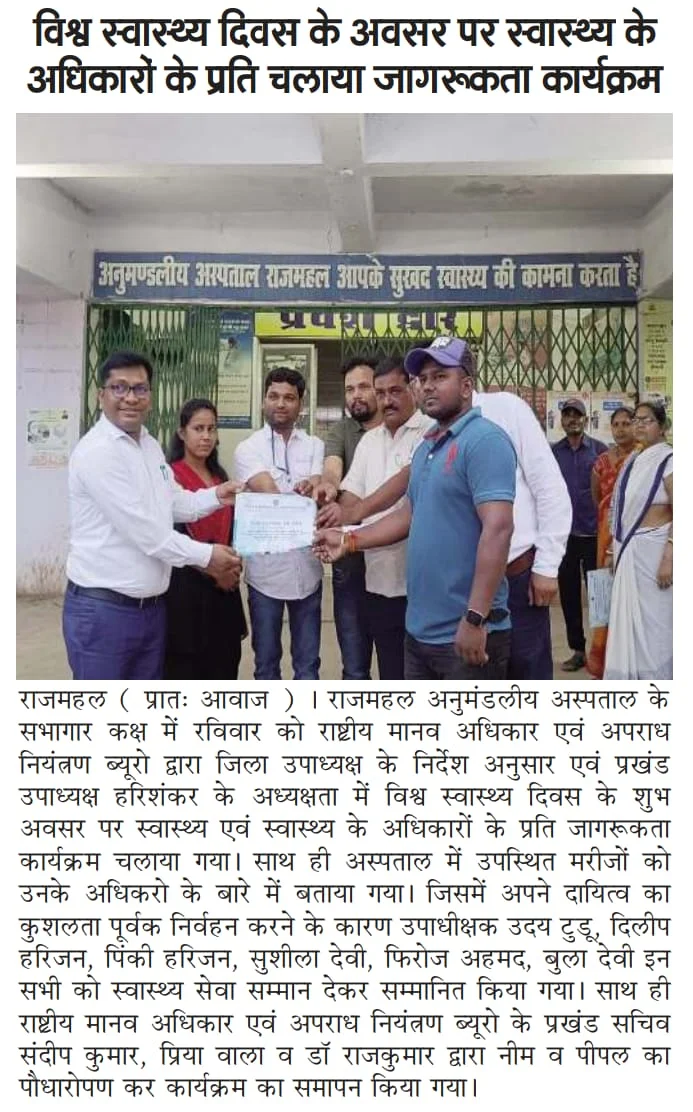 विश्व स्वास्थ्य दिवस के अवसर पर स्वास्थ्य के
अधिकारों के प्रति चलाया जागरूकता कार्यक्रम
अनुमण्डलीय अस्पताल राजमहल आपके सुखद स्वास्थ्य की कामना करता है
प्रवेश द्वार
राजमहल ( प्रातः आवाज ) । राजमहल अनुमंडलीय अस्पताल के
सभागार कक्ष में रविवार को राष्टीय मानव अधिकार एवं अपराध
नियंत्रण ब्यूरो द्वारा जिला उपाध्यक्ष के निर्देश अनुसार एवं प्रखंड
उपाध्यक्ष हरिशंकर के अध्यक्षता में विश्व स्वास्थ्य दिवस के शुभ
अवसर पर स्वास्थ्य एवं स्वास्थ्य के अधिकारों के प्रति जागरूकता
कार्यक्रम चलाया गया। साथ ही अस्पताल में उपस्थित मरीजों को
उनके अधिकरो के बारे में बताया गया। जिसमें अपने दायित्व का
कुशलता पूर्वक निर्वहन करने के कारण उपाधीक्षक उदय टुडू, दिलीप
हरिजन, पिंकी हरिजन, सुशीला देवी, फिरोज अहमद, बुला देवी इन
सभी को स्वास्थ्य सेवा सम्मान देकर सम्मानित किया गया। साथ ही
राष्टीय मानव अधिकार एवं अपराध नियंत्रण ब्यूरो के प्रखंड सचिव
संदीप कुमार, प्रिया वाला व डॉ राजकुमार द्वारा नीम व पीपल का
पौधारोपण कर कार्यक्रम का समापन किया गया।